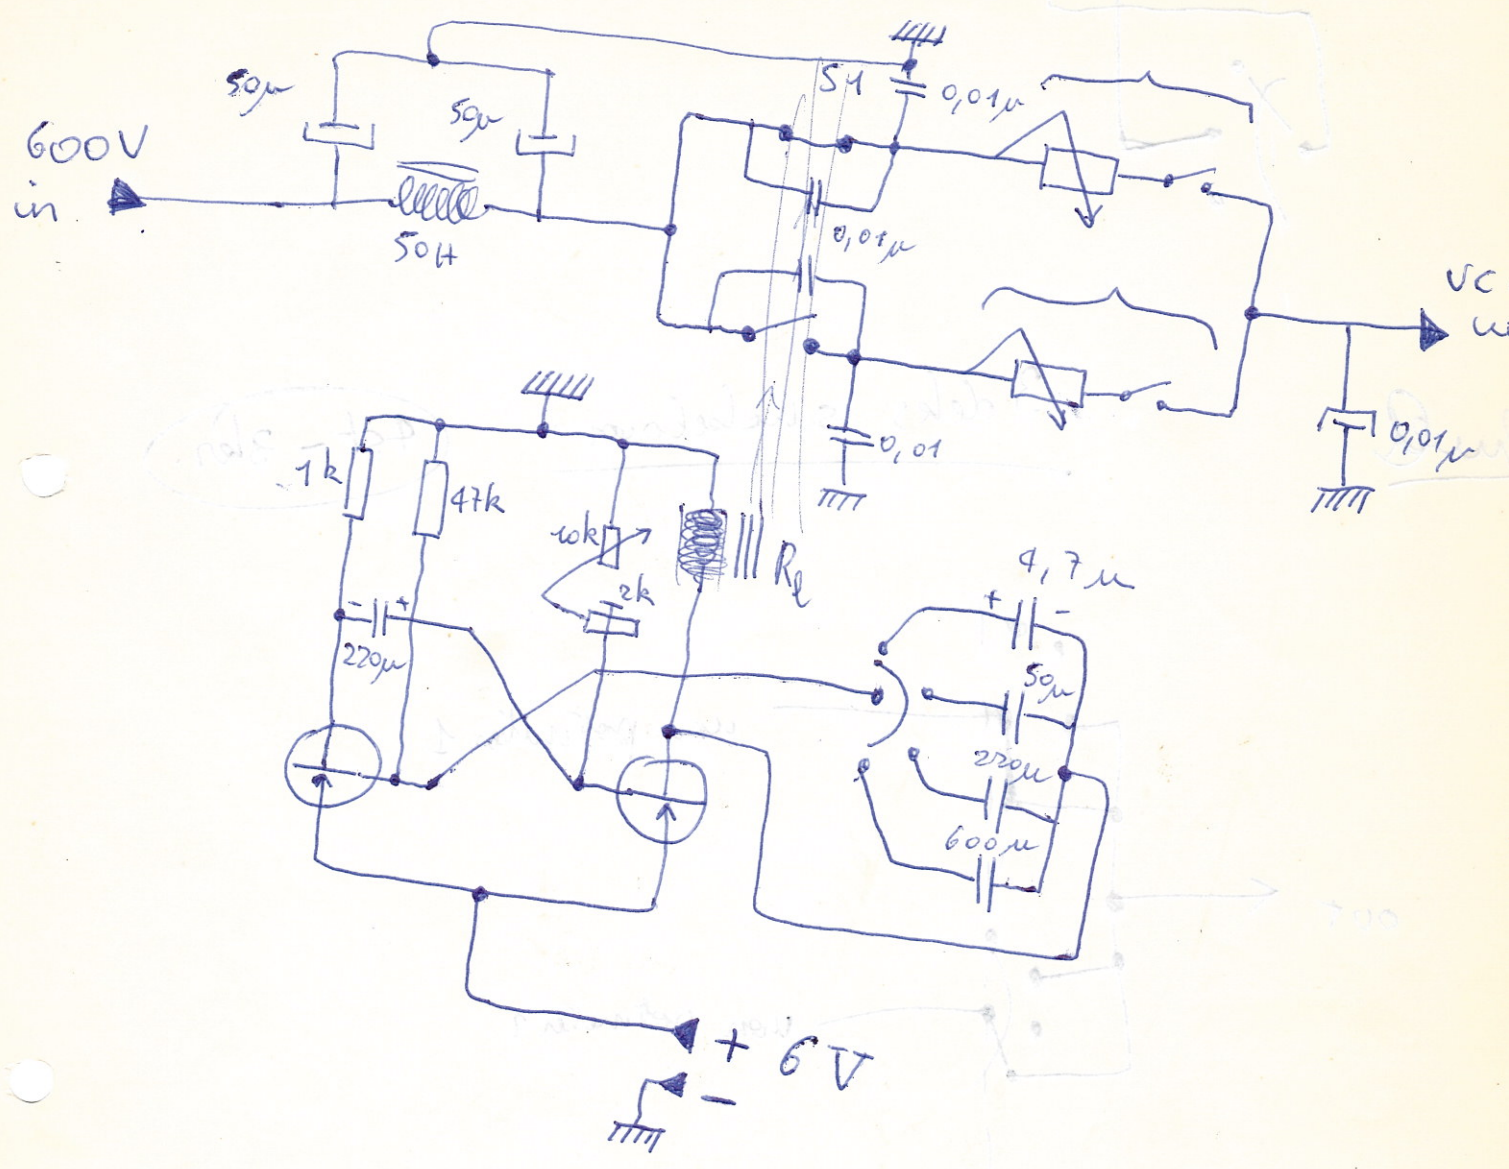 50µ
50µ
600V
in
50H
S1
0,01µ
0,01µ
VC
0,01
0,01µ
1k
47k
10k
2k
Rl
220µ
4,7µ
+ -
50µ
220µ
600µ
- +
+ 6V
-